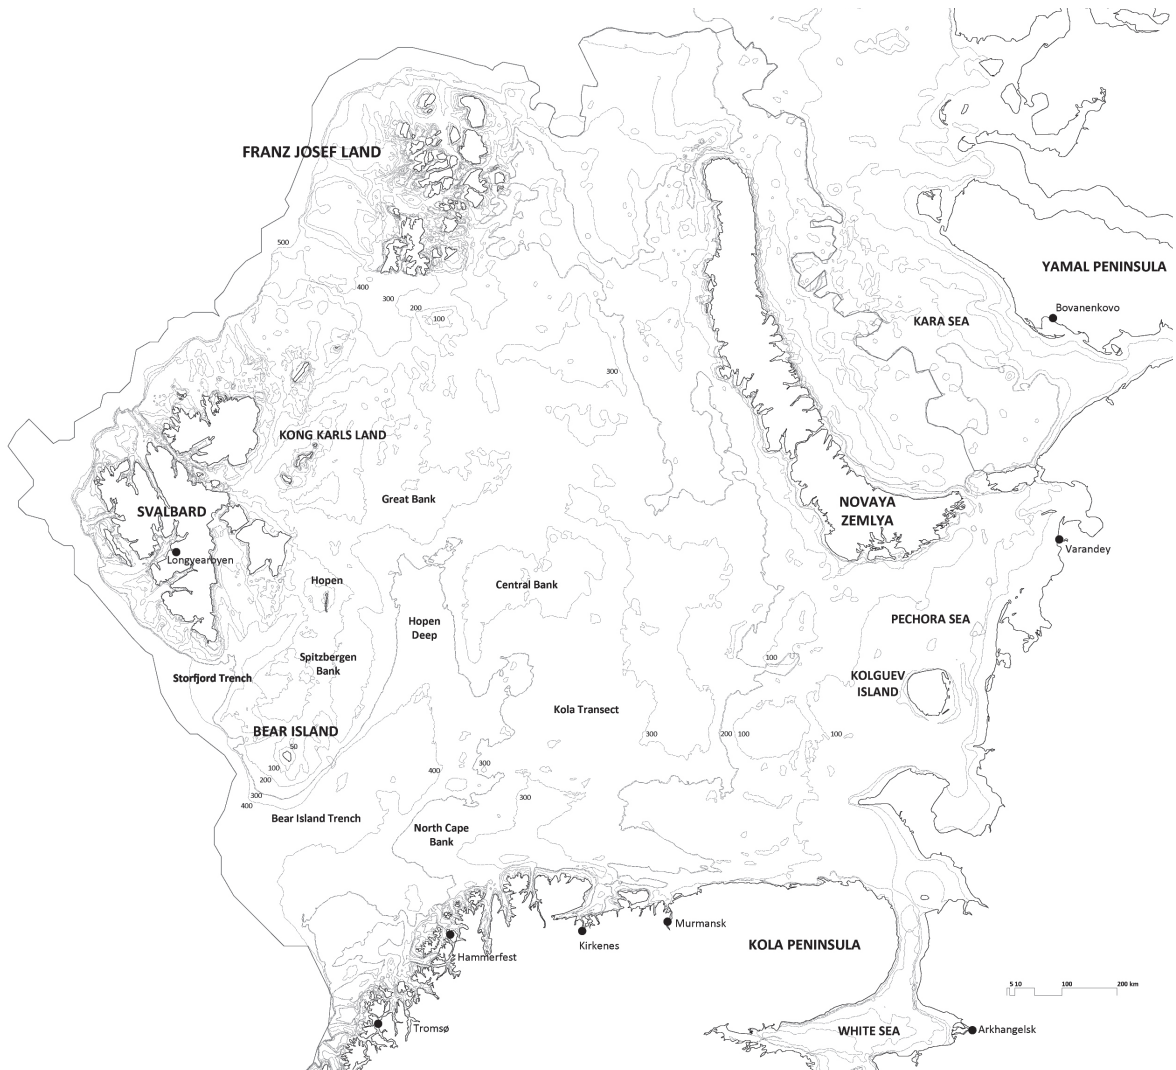 FRANZ JOSEF LAND
500
400
300
200
100
YAMAL PENINSULA
Bovanenkovo
KARA SEA
300
KONG KARLS LAND
Great Bank
SVALBARD
Longyearbyen
NOVAYA
ZEMLYA
Varandey
Hopen
Central Bank
Hopen
Deep
PECHORA SEA
Spitzbergen
Bank
100
Storfjord Trench
KOLGUEV
ISLAND
Kola Transect
BEAR ISLAND
50
100
200
300
400
300
200
100
100
400
300
300
Bear Island Trench
North Cape
Bank
Murmansk
Kirkenes
KOLA PENINSULA
Hammerfest
5 10
100
200 km
Tromsø
WHITE SEA
Arkhangelsk